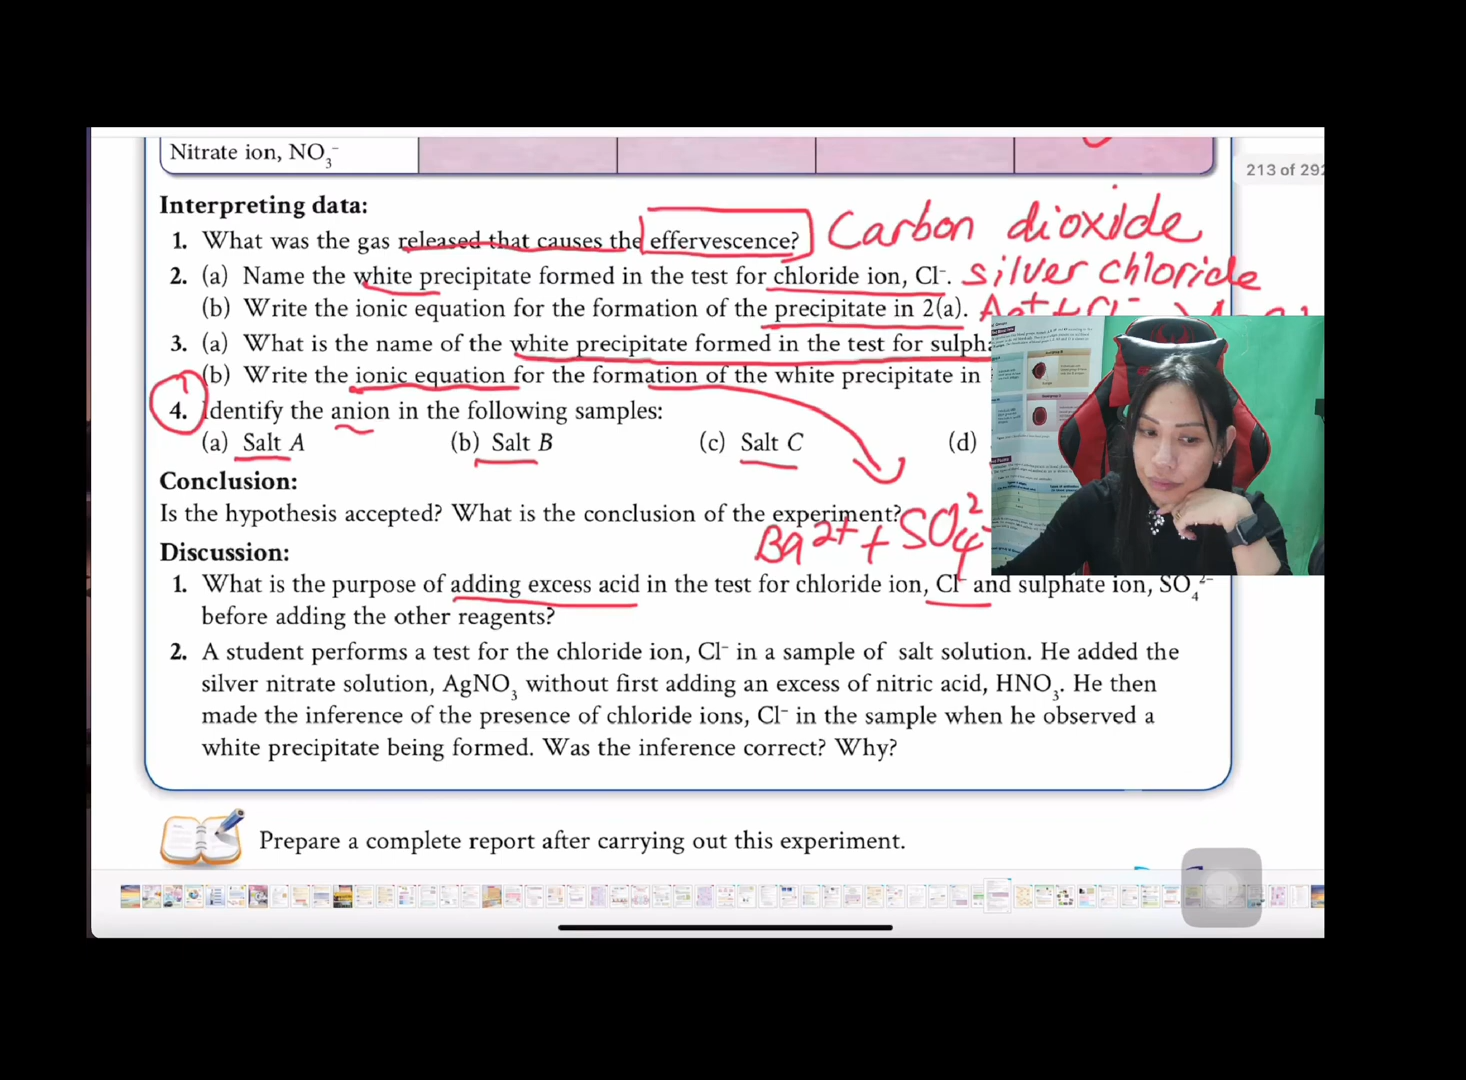 Nitrate ion, NO₃⁻
213 of 292
Interpreting data:
1. What was the gas released that causes the effervescence? Carbon dioxide
2. (a) Name the white precipitate formed in the test for chloride ion, Cl⁻. silver chloride
(b) Write the ionic equation for the formation of the precipitate in 2(a). Ag⁺ + Cl⁻
3. (a) What is the name of the white precipitate formed in the test for sulph
(b) Write the ionic equation for the formation of the white precipitate in
4. Identify the anion in the following samples:
(a) Salt A (b) Salt B (c) Salt C (d)
Conclusion:
Is the hypothesis accepted? What is the conclusion of the experiment?
Ba²⁺ + SO₄²⁻
Discussion:
1. What is the purpose of adding excess acid in the test for chloride ion, Cl⁻ and sulphate ion, SO₄²⁻
before adding the other reagents?
2. A student performs a test for the chloride ion, Cl⁻ in a sample of salt solution. He added the
silver nitrate solution, AgNO₃ without first adding an excess of nitric acid, HNO₃. He then
made the inference of the presence of chloride ions, Cl⁻ in the sample when he observed a
white precipitate being formed. Was the inference correct? Why?
Prepare a complete report after carrying out this experiment.